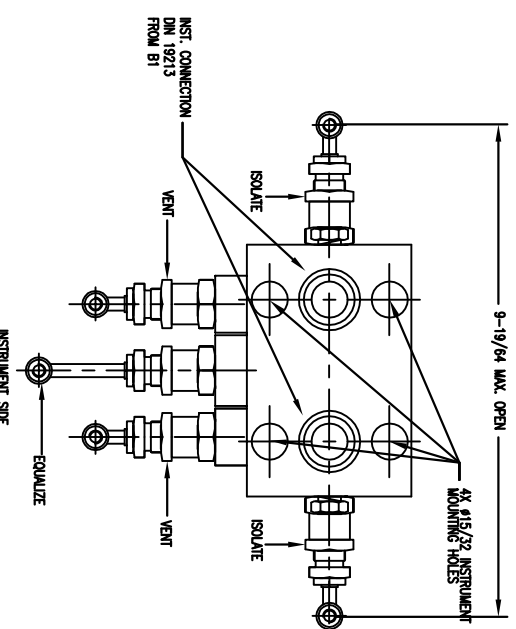 INST. CONNECTION
DIN 19213
FROM B1
ISOLATE
VENT
9-19/64 MAX. OPEN
4X ø15/32 INSTRUMENT
MOUNTING HOLES
ISOLATE
VENT
EQUALIZE
INSTRUMENT SIDE